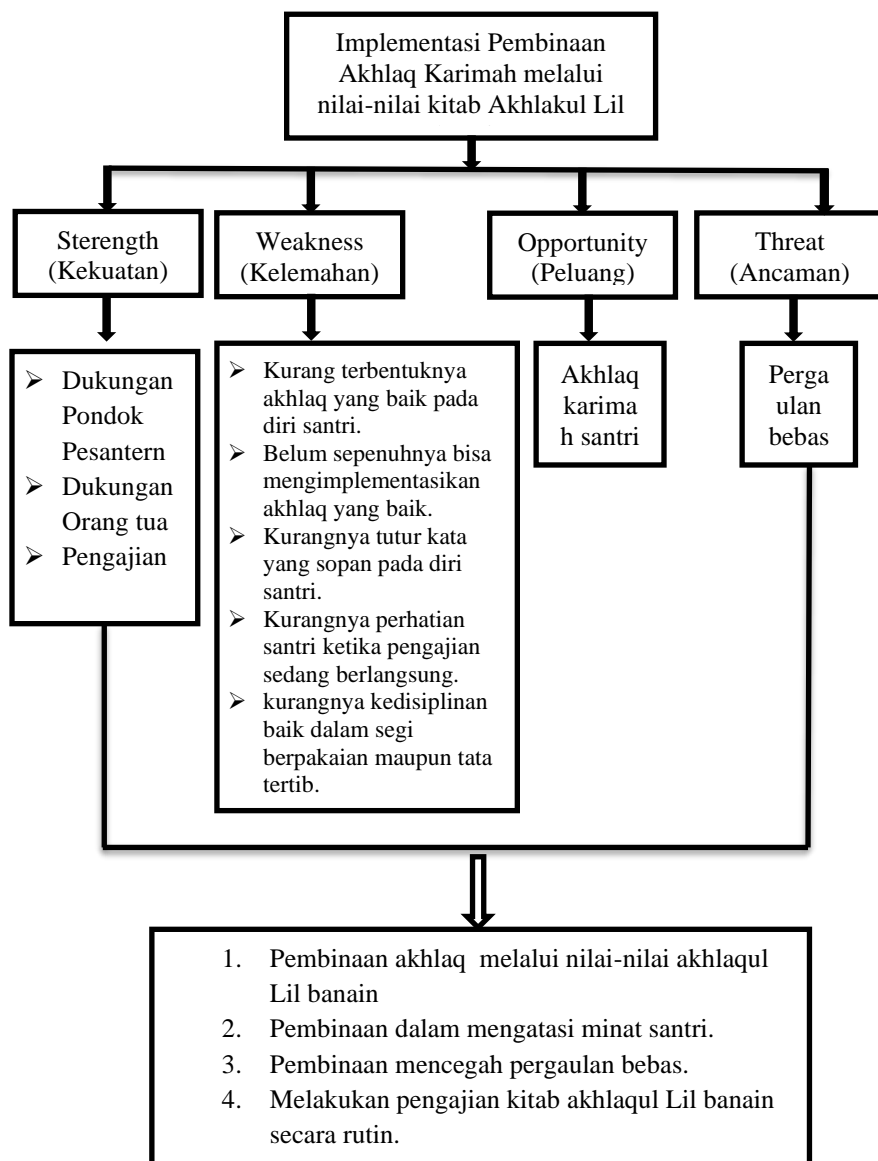 Implementasi Pembinaan
Akhlaq Karimah melalui
nilai-nilai kitab Akhlakul Lil
Sterength
(Kekuatan)
Weakness
(Kelemahan)
Opportunity
(Peluang)
Threat
(Ancaman)
➢ Dukungan
Pondok
Pesantern
➢ Dukungan
Orang tua
➢ Pengajian
➢ Kurang terbentuknya
akhlaq yang baik pada
diri santri.
➢ Belum sepenuhnya bisa
mengimplementasikan
akhlaq yang baik.
➢ Kurangnya tutur kata
yang sopan pada diri
santri.
➢ Kurangnya perhatian
santri ketika pengajian
sedang berlangsung.
➢ kurangnya kedisiplinan
baik dalam segi
berpakaian maupun tata
tertib.
Akhlaq
karima
h santri
Perga
ulan
bebas
1. Pembinaan akhlaq melalui nilai-nilai akhlaqul
Lil banain
2. Pembinaan dalam mengatasi minat santri.
3. Pembinaan mencegah pergaulan bebas.
4. Melakukan pengajian kitab akhlaqul Lil banain
secara rutin.